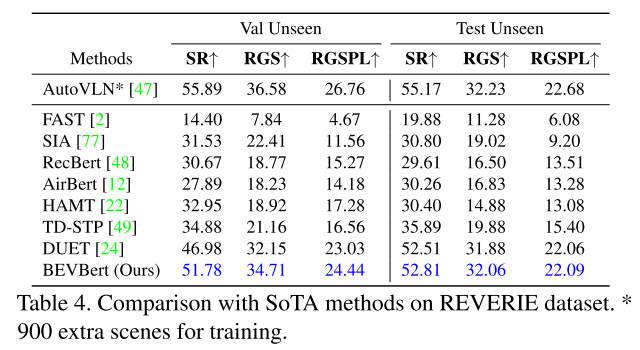 Val Unseen Test Unseen
Methods SR↑ RGS↑ RGSPL↑ SR↑ RGS↑ RGSPL↑
AutoVLN* [47] 55.89 36.58 26.76 55.17 32.23 22.68
FAST [2] 14.40 7.84 4.67 19.88 11.28 6.08
SIA [77] 31.53 22.41 11.56 30.80 19.02 9.20
RecBert [48] 30.67 18.77 15.27 29.61 16.50 13.51
AirBert [12] 27.89 18.23 14.18 30.26 16.83 13.28
HAMT [22] 32.95 18.92 17.28 30.40 14.88 13.08
TD-STP [49] 34.88 21.16 16.56 35.89 19.88 15.40
DUET [24] 46.98 32.15 23.03 52.51 31.88 22.06
BEVBert (Ours) 51.78 34.71 24.44 52.81 32.06 22.09
Table 4. Comparison with SoTA methods on REVERIE dataset. *
900 extra scenes for training.